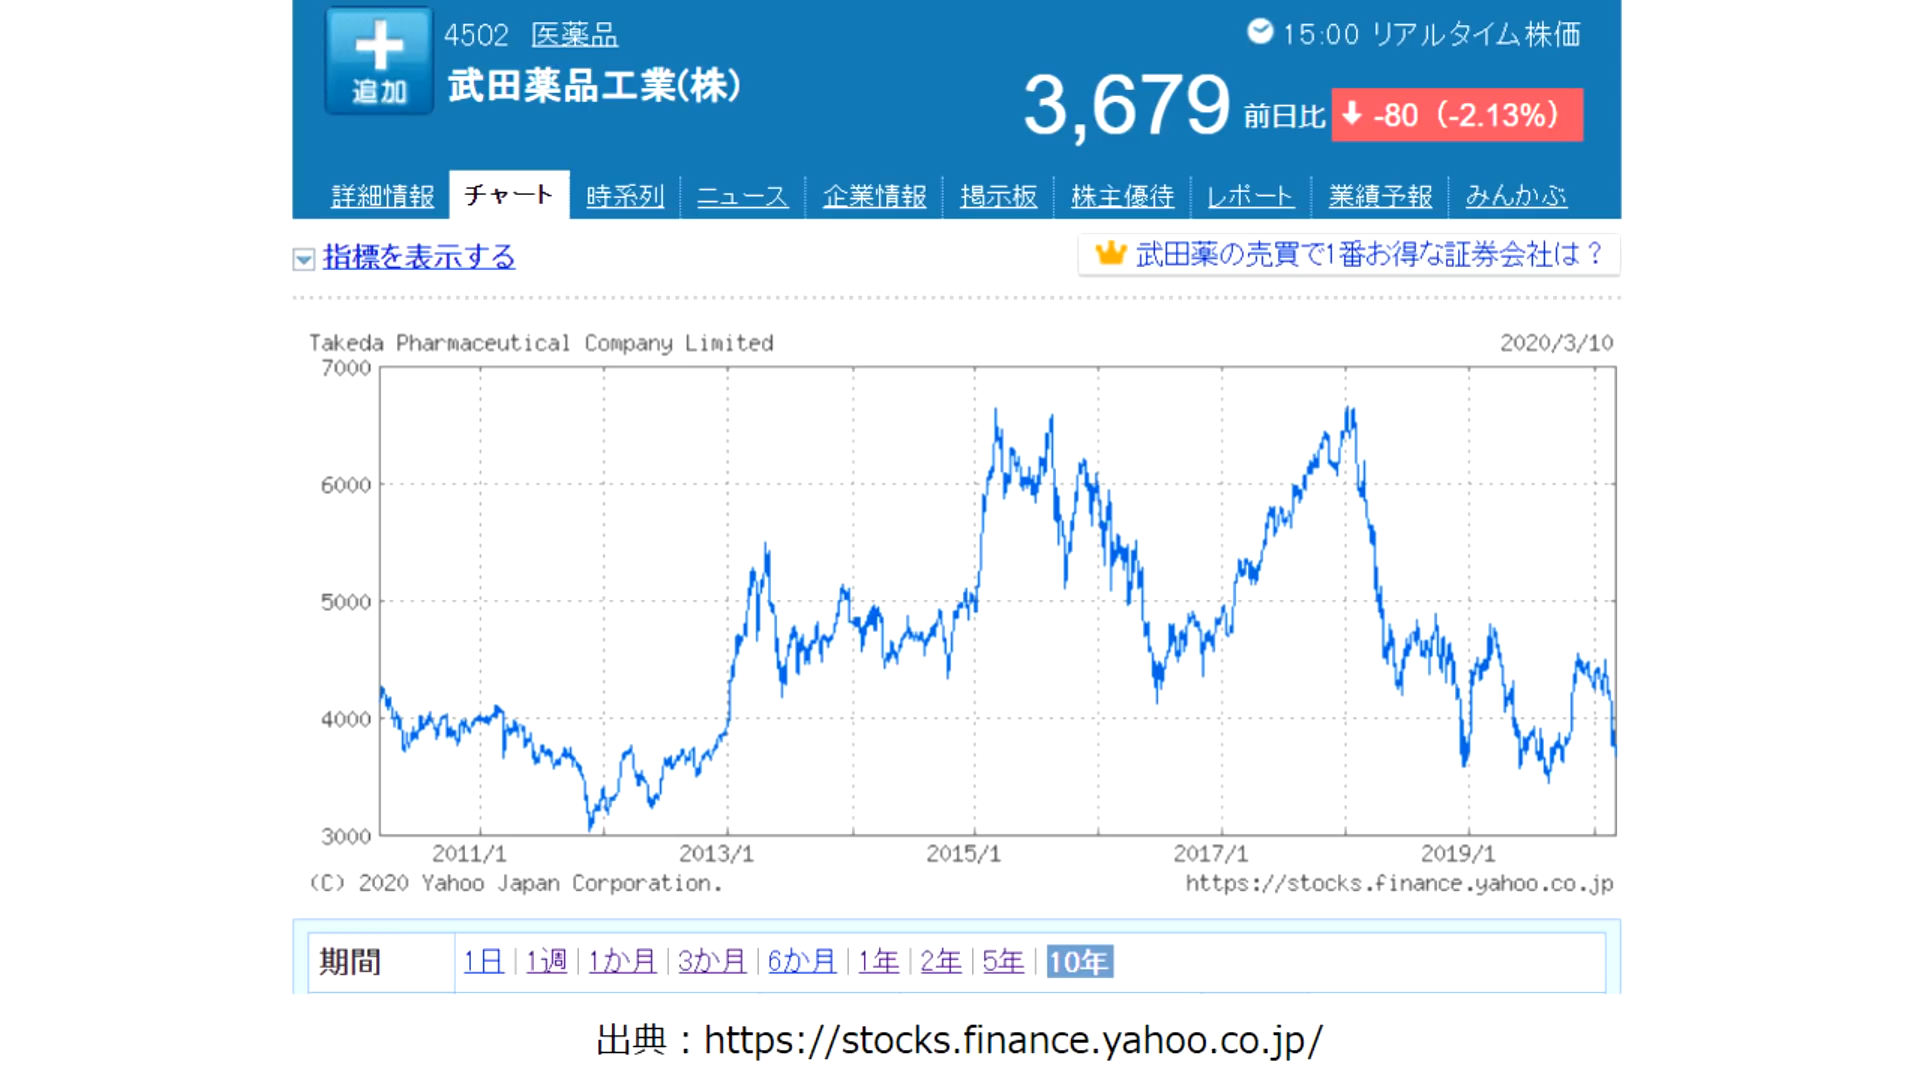 追加
4502 医薬品
武田薬品工業(株)
15:00 リアルタイム株価
3,679 前日比 -80（-2.13%）
詳細情報 チャート 時系列 ニュース 企業情報 掲示板 株主優待 レポート 業績予報 みんかぶ
指標を表示する
武田薬の売買で1番お得な証券会社は？
Takeda Pharmaceutical Company Limited 2020/3/10
7000
6000
5000
4000
3000
2011/1 2013/1 2015/1 2017/1 2019/1
(C) 2020 Yahoo Japan Corporation. https://stocks.finance.yahoo.co.jp
期間 1日 | 1週 | 1か月 | 3か月 | 6か月 | 1年 | 2年 | 5年 | 10年
出典：https://stocks.finance.yahoo.co.jp/